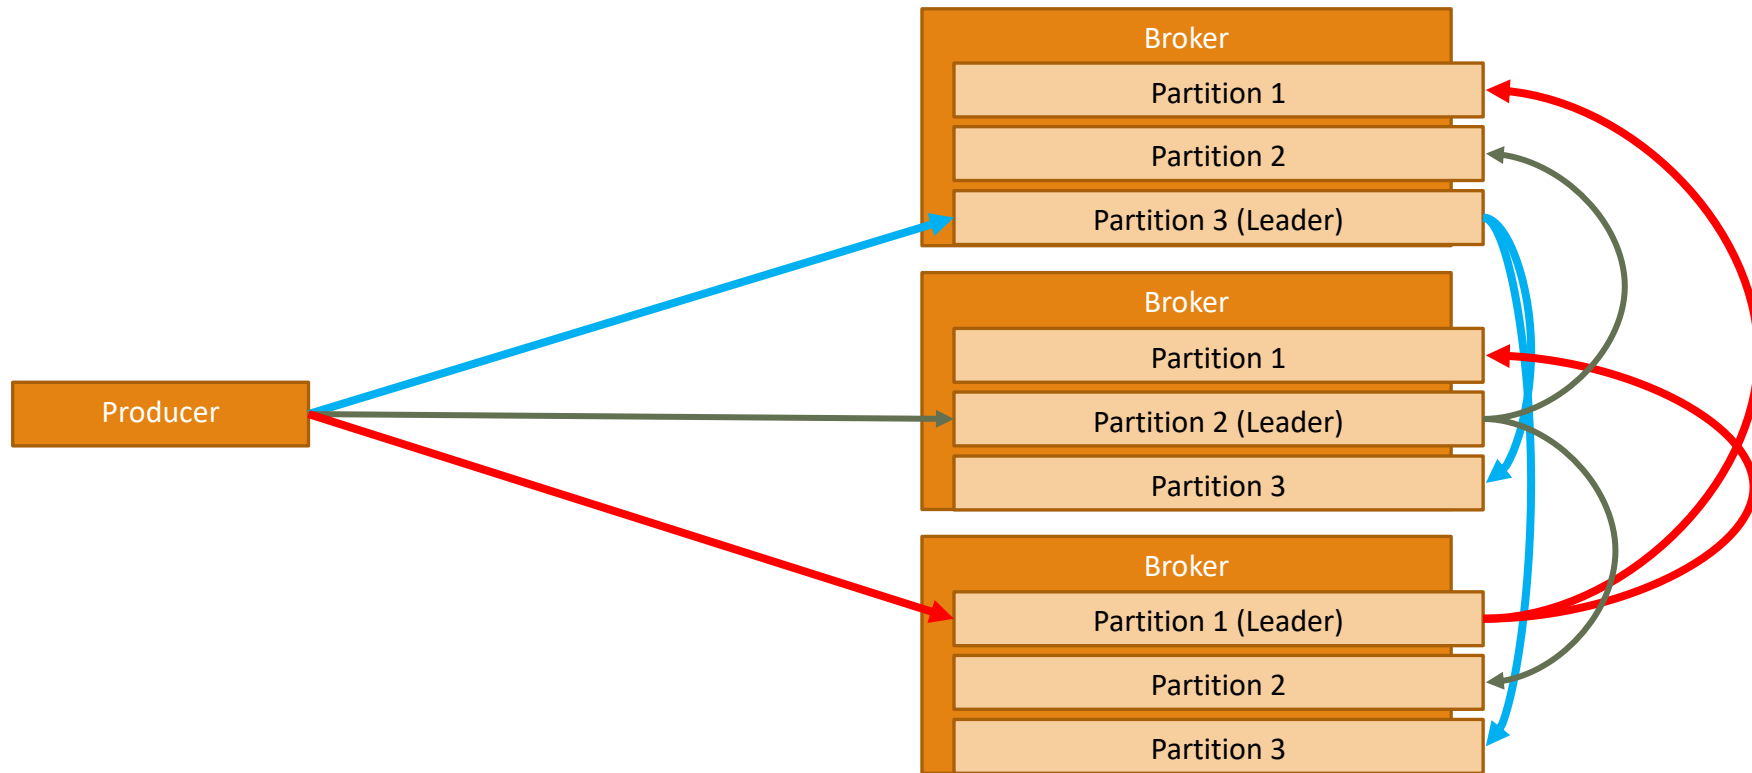 Broker
Partition 1
Partition 2
Partition 3 (Leader)
Broker
Partition 1
Producer
Partition 2 (Leader)
Partition 3
Broker
Partition 1 (Leader)
Partition 2
Partition 3